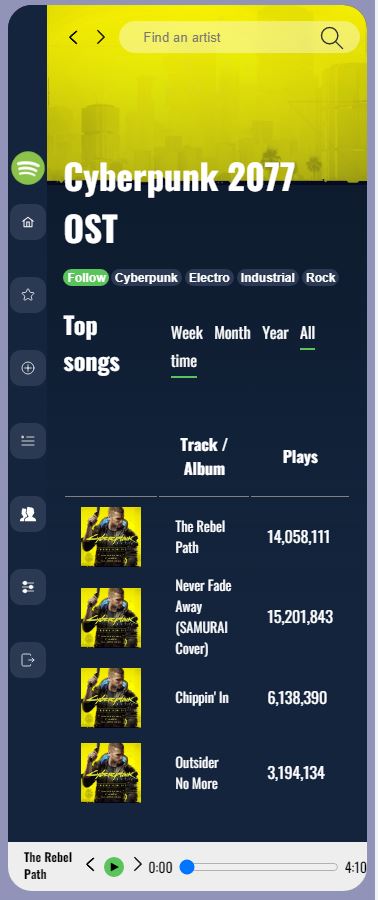 Find an artist
Cyberpunk 2077
OST
Follow Cyberpunk Electro Industrial Rock
Top
songs
Week Month Year All
time
Track /
Album
Plays
The Rebel
Path
14,058,111
Never Fade
Away
(SAMURAI
Cover)
15,201,843
Chippin' In
6,138,390
Outsider
No More
3,194,134
The Rebel
Path
0:00
4:10